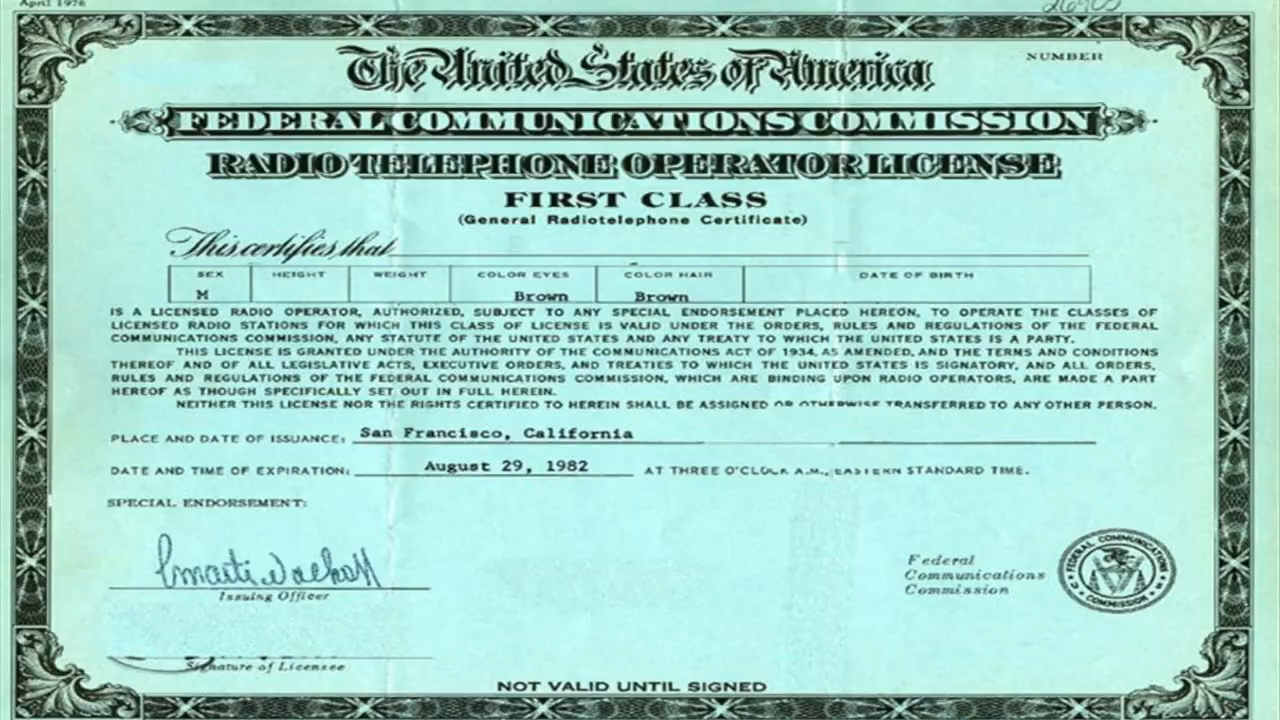 April 1976
NUMBER
The United States of America
FEDERAL COMMUNICATIONS COMMISSION
RADIOTELEPHONE OPERATOR LICENSE
FIRST CLASS
(General Radiotelephone Certificate)
This certifies that
SEX HEIGHT WEIGHT COLOR EYES COLOR HAIR DATE OF BIRTH
M Brown Brown
IS A LICENSED RADIO OPERATOR, AUTHORIZED, SUBJECT TO ANY SPECIAL ENDORSEMENT PLACED HEREON, TO OPERATE THE CLASSES OF
LICENSED RADIO STATIONS FOR WHICH THIS CLASS OF LICENSE IS VALID UNDER THE ORDERS, RULES AND REGULATIONS OF THE FEDERAL
COMMUNICATIONS COMMISSION, ANY STATUTE OF THE UNITED STATES AND ANY TREATY TO WHICH THE UNITED STATES IS A PARTY.
THIS LICENSE IS GRANTED UNDER THE AUTHORITY OF THE COMMUNICATIONS ACT OF 1934, AS AMENDED, AND THE TERMS AND CONDITIONS
THEREOF AND OF ALL LEGISLATIVE ACTS, EXECUTIVE ORDERS, AND TREATIES TO WHICH THE UNITED STATES IS SIGNATORY, AND ALL ORDERS,
RULES AND REGULATIONS OF THE FEDERAL COMMUNICATIONS COMMISSION, WHICH ARE BINDING UPON RADIO OPERATORS, ARE MADE A PART
HEREOF AS THOUGH SPECIFICALLY SET OUT IN FULL HEREIN.
NEITHER THIS LICENSE NOR THE RIGHTS CERTIFIED TO HEREIN SHALL BE ASSIGNED OR OTHERWISE TRANSFERRED TO ANY OTHER PERSON.
PLACE AND DATE OF ISSUANCE: San Francisco, California
DATE AND TIME OF EXPIRATION: August 29, 1982 AT THREE O'CLOCK A.M., EASTERN STANDARD TIME.
SPECIAL ENDORSEMENT:
Issuing Officer
Federal
Communications
Commission
FEDERAL COMMUNICATIONS COMMISSION
Signature of Licensee
NOT VALID UNTIL SIGNED